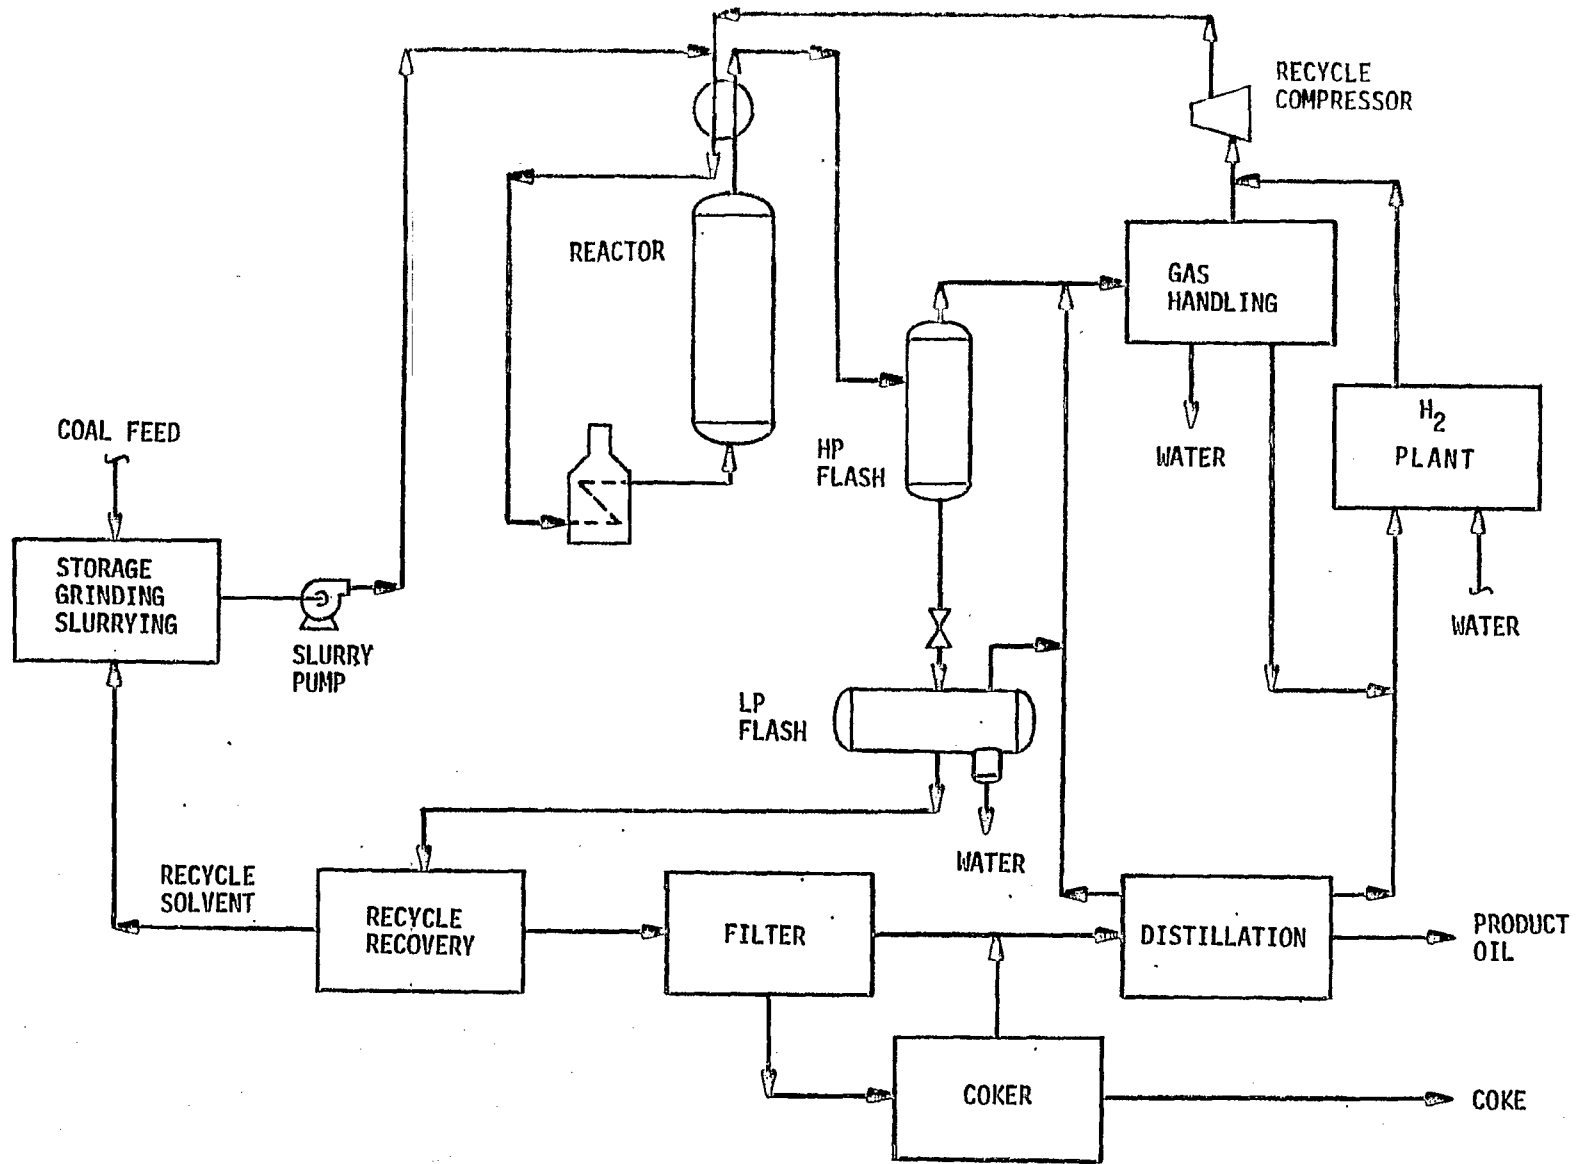 RECYCLE
COMPRESSOR
REACTOR
GAS
HANDLING
COAL FEED
HP
FLASH
WATER
H2
PLANT
STORAGE
GRINDING
SLURRYING
SLURRY
PUMP
WATER
LP
FLASH
WATER
RECYCLE
SOLVENT
RECYCLE
RECOVERY
FILTER
DISTILLATION
PRODUCT
OIL
COKER
COKE